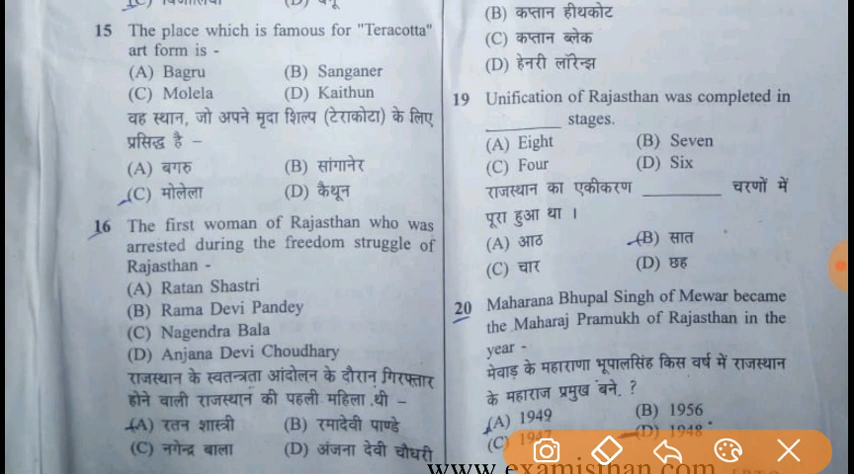 (C)
(D)
15 The place which is famous for "Teracotta"
art form is -
(A) Bagru (B) Sanganer
(C) Molela (D) Kaithun
वह स्थान, जो अपने मृदा शिल्प (टेराकोटा) के लिए
प्रसिद्ध है –
(A) बगरु (B) सांगानेर
(C) मोलेला (D) कैथून
16 The first woman of Rajasthan who was
arrested during the freedom struggle of
Rajasthan -
(A) Ratan Shastri
(B) Rama Devi Pandey
(C) Nagendra Bala
(D) Anjana Devi Choudhary
राजस्थान के स्वतन्त्रता आंदोलन के दौरान गिरफ्तार
होने वाली राजस्थान की पहली महिला थी –
(A) रतन शास्त्री (B) रमादेवी पाण्डे
(C) नगेन्द्र बाला (D) अंजना देवी चौधरी
(B) कप्तान हीथकोट
(C) कप्तान ब्लेक
(D) हेनरी लॉरेन्झ
19 Unification of Rajasthan was completed in
________ stages.
(A) Eight (B) Seven
(C) Four (D) Six
राजस्थान का एकीकरण ________ चरणों में
पूरा हुआ था ।
(A) आठ (B) सात
(C) चार (D) छह
20 Maharana Bhupal Singh of Mewar became
the Maharaj Pramukh of Rajasthan in the
year -
मेवाड़ के महाराणा भूपालसिंह किस वर्ष में राजस्थान
के महाराज प्रमुख बने. ?
(A) 1949 (B) 1956
(C) 1947 (D) 1948